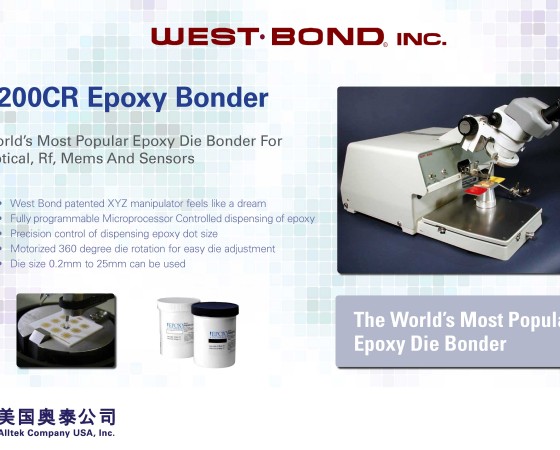 WEST·BOND® INC.
200CR Epoxy Bonder
orld's Most Popular Epoxy Die Bonder For
tical, Rf, Mems And Sensors
• West Bond patented XYZ manipulator feels like a dream
• Fully programmable Microprocessor Controlled dispensing of epoxy
• Precision control of dispensing epoxy dot size
• Motorized 360 degree die rotation for easy die adjustment
• Die size 0.2mm to 25mm can be used
EPOXY
The World's Most Popula
Epoxy Die Bonder
美国奥泰公司
Alltek Company USA, Inc.